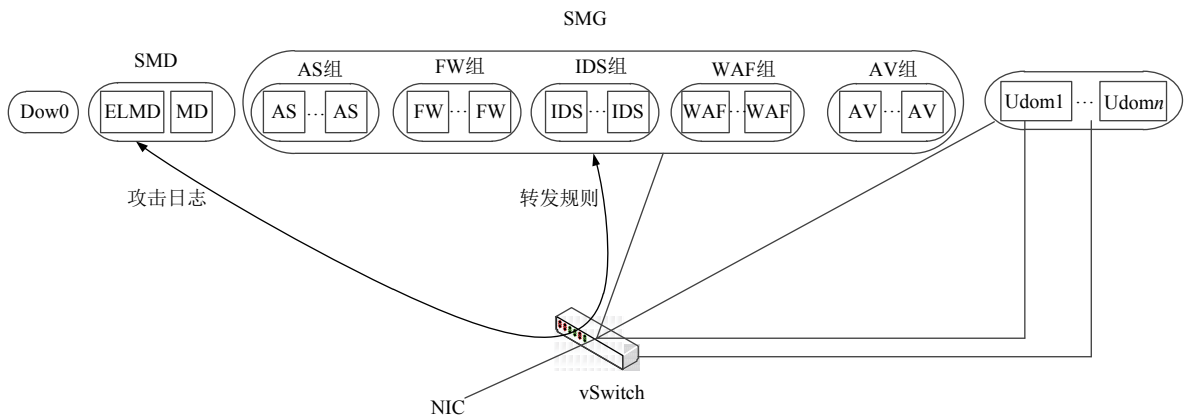 SMG
SMD
AS组 FW组 IDS组 WAF组 AV组
Dow0 ELMD MD AS … AS FW … FW IDS … IDS WAF … WAF AV … AV Udom1 … Udomn
攻击日志 转发规则
vSwitch
NIC